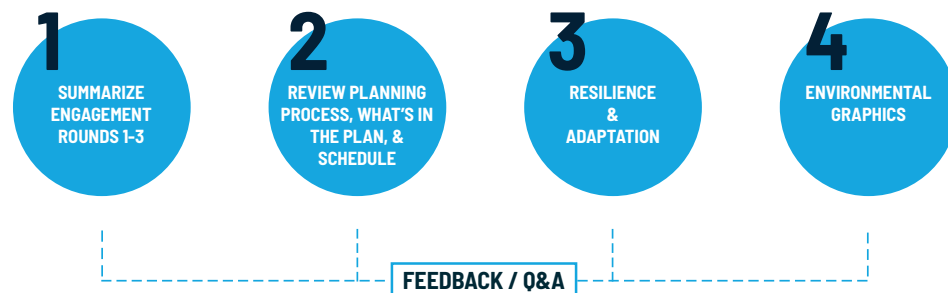 1
SUMMARIZE
ENGAGEMENT
ROUNDS 1-3
2
REVIEW PLANNING
PROCESS, WHAT'S IN
THE PLAN, &
SCHEDULE
3
RESILIENCE
&
ADAPTATION
4
ENVIRONMENTAL
GRAPHICS
FEEDBACK / Q&A